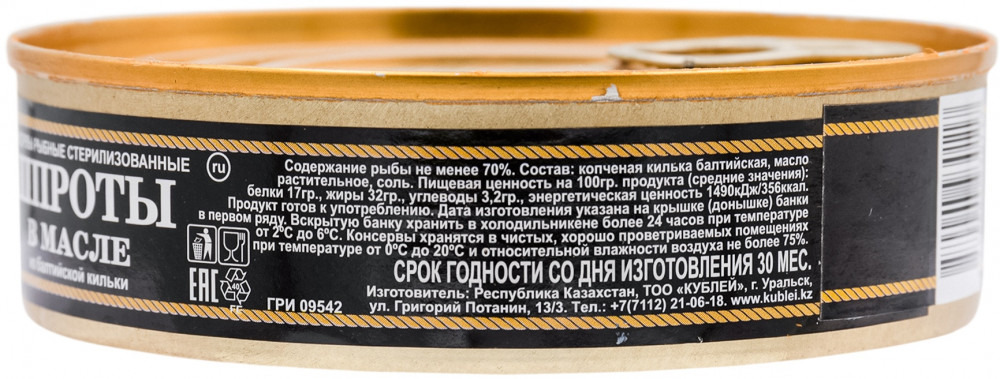 РЫБНЫЕ СТЕРИЛИЗОВАННЫЕ
ШПРОТЫ
В МАСЛЕ
из балтийской кильки
ru
Содержание рыбы не менее 70%. Состав: копченая килька балтийская, масло
растительное, соль. Пищевая ценность на 100гр. продукта (средние значения):
белки 17гр., жиры 32гр., углеводы 3,2гр., энергетическая ценность 1490кДж/356ккал.
Продукт готов к употреблению. Дата изготовления указана на крышке (донышке) банки
в первом ряду. Вскрытую банку хранить в холодильникене более 24 часов при температуре
от 2°С до 6°С. Консервы хранятся в чистых, хорошо проветриваемых помещениях
при температуре от 0°С до 20°С и относительной влажности воздуха не более 75%.
СРОК ГОДНОСТИ СО ДНЯ ИЗГОТОВЛЕНИЯ 30 МЕС.
Изготовитель: Республика Казахстан, ТОО «КУБЛЕЙ», г. Уральск,
ул. Григорий Потанин, 13/3. Тел.: +7(7112) 21-06-18. www.kublei.kz
EAC
40
FE
ГРИ 09542